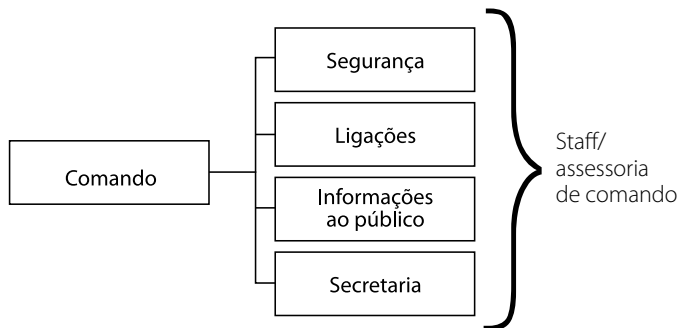 Comando
Segurança
Ligações
Informações
ao público
Secretaria
Staff/
assessoria
de comando